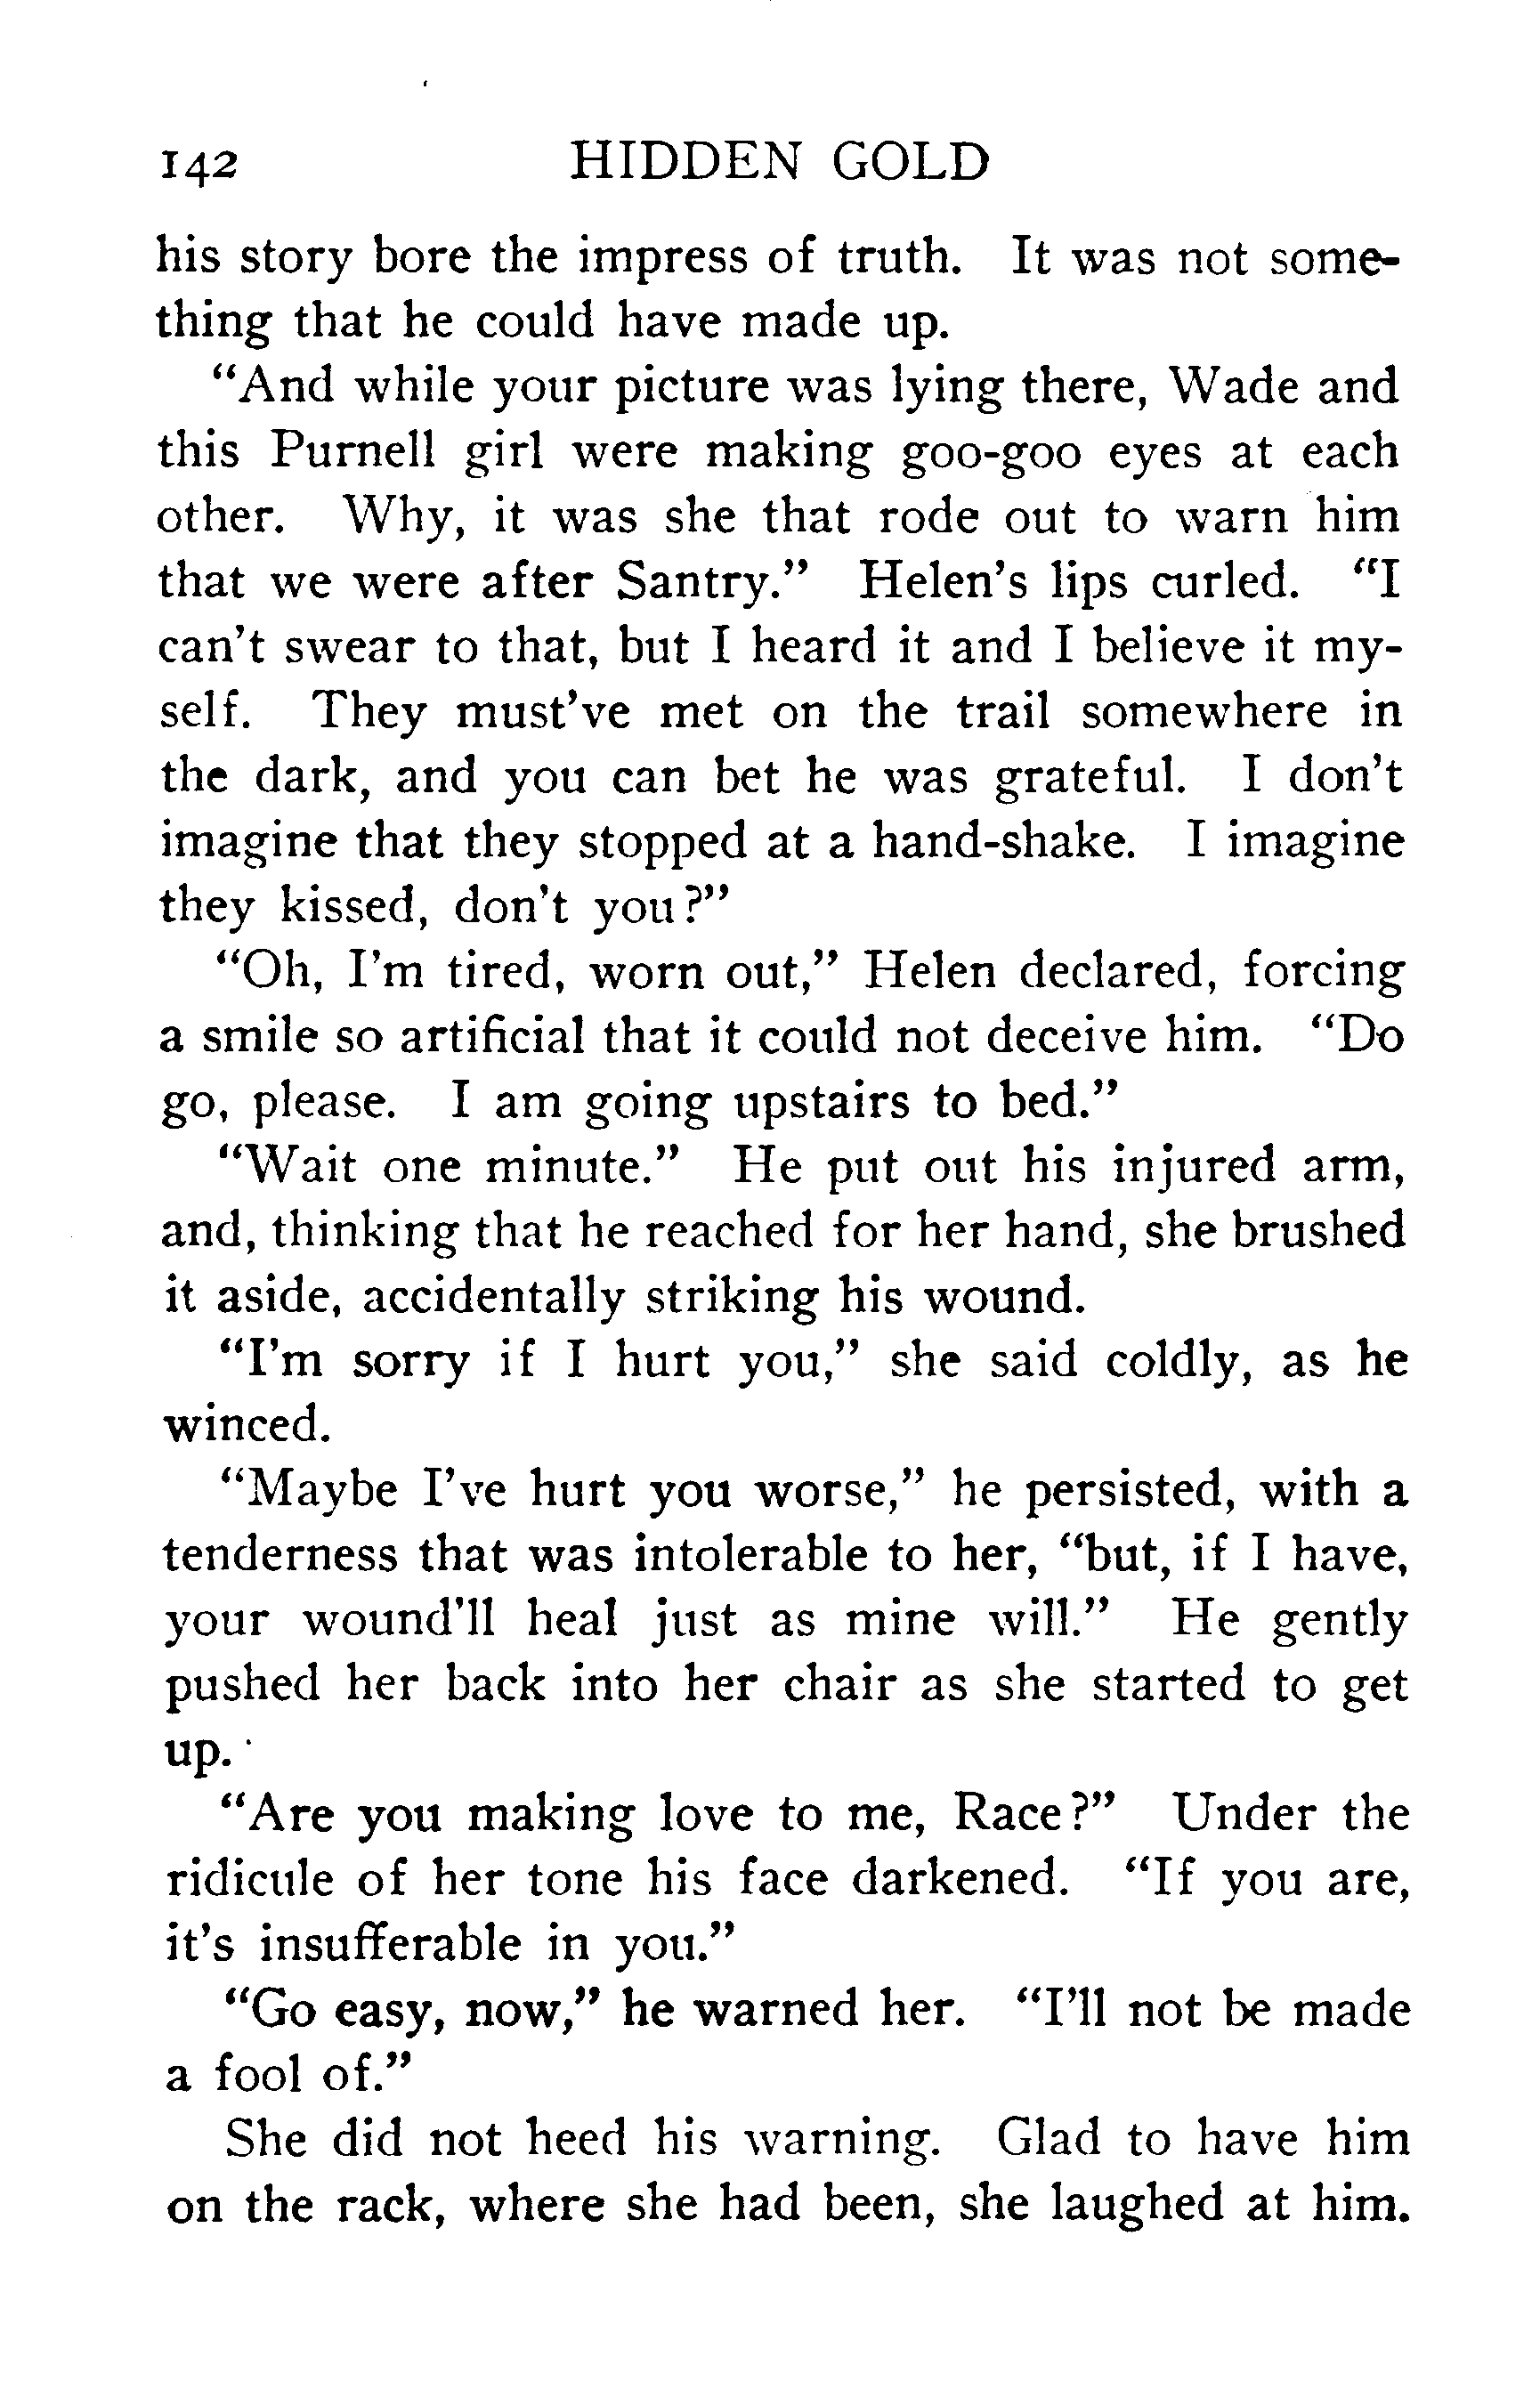 142 HIDDEN GOLD
his story bore the impress of truth. It was not some-
thing that he could have made up.
“And while your picture was lying there, Wade and
this Purnell girl were making goo-goo eyes at each
other. Why, it was she that rode out to warn him
that we were after Santry.” Helen’s lips curled. “I
can’t swear to that, but I heard it and I believe it my-
self. They must’ve met on the trail somewhere in
the dark, and you can bet he was grateful. I don’t
imagine that they stopped at a hand-shake. I imagine
they kissed, don’t you?”
“Oh, I’m tired, worn out,” Helen declared, forcing
a smile so artificial that it could not deceive him. “Do
go, please. I am going upstairs to bed.”
“Wait one minute.” He put out his injured arm,
and, thinking that he reached for her hand, she brushed
it aside, accidentally striking his wound.
“I’m sorry if I hurt you,” she said coldly, as he
winced.
“Maybe I’ve hurt you worse,” he persisted, with a
tenderness that was intolerable to her, “but, if I have,
your wound’ll heal just as mine will.” He gently
pushed her back into her chair as she started to get
up.
“Are you making love to me, Race?” Under the
ridicule of her tone his face darkened. “If you are,
it’s insufferable in you.”
“Go easy, now,” he warned her. “I’ll not be made
a fool of.”
She did not heed his warning. Glad to have him
on the rack, where she had been, she laughed at him.